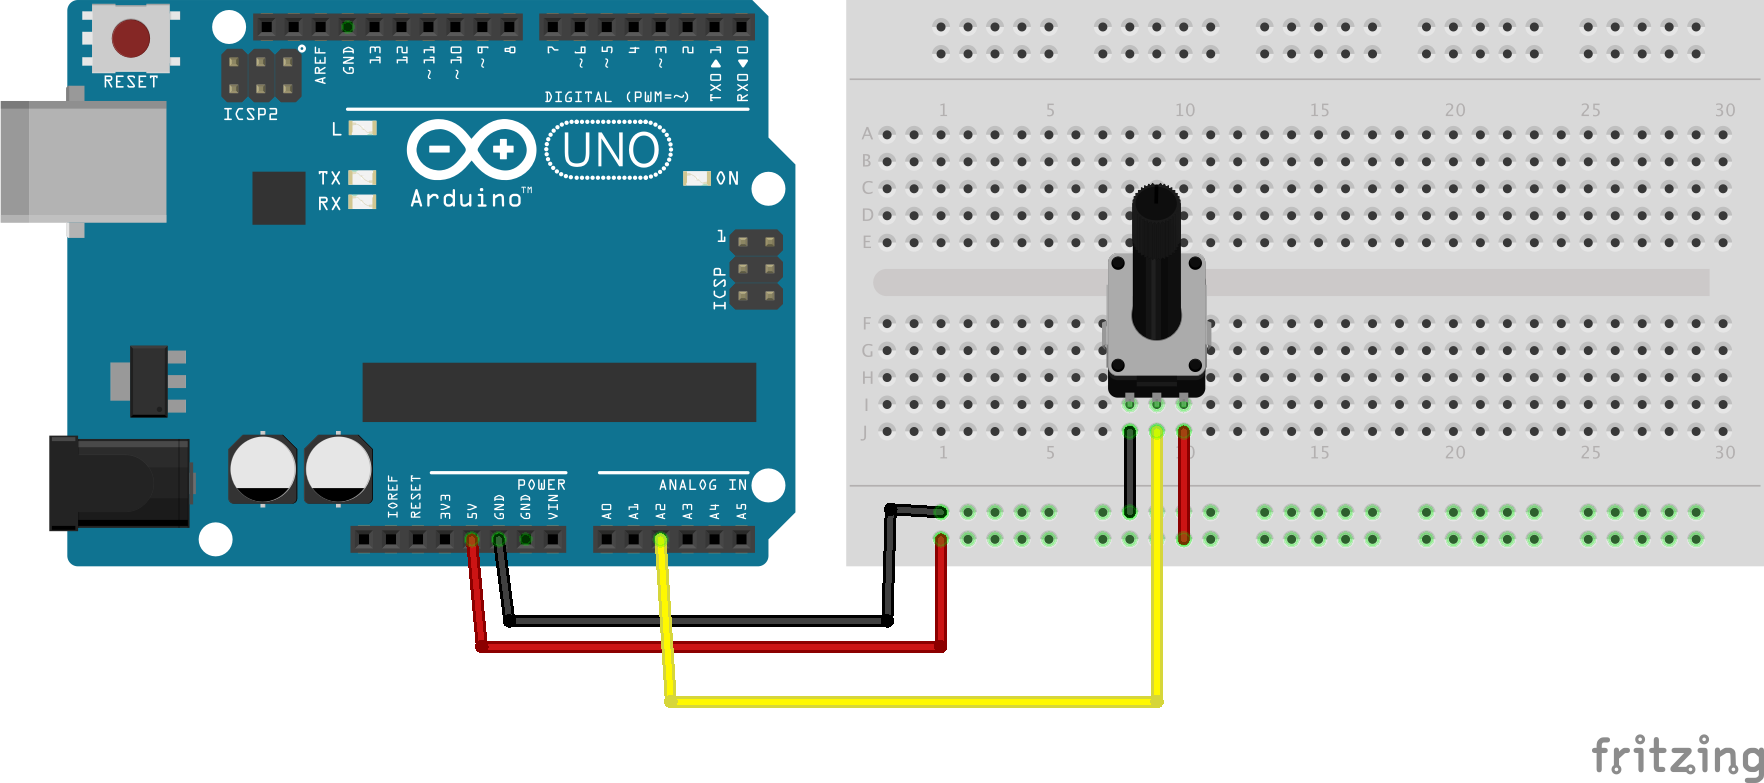 RESET
ICSP2
AREF
GND
13
12
~11
~10
~9
8
7
~6
~5
4
~3
2
TX0▶1
RX0◀0
DIGITAL (PWM=~)
L
TX
RX
Arduino™
UNO
ON
1
ICSP
IOREF
RESET
3V3
5V
GND
GND
VIN
POWER
A0
A1
A2
A3
A4
A5
ANALOG IN
1 5 10 15 20 25 30
A
B
C
D
E
F
G
H
I
J
1 5 10 15 20 25 30
fritzing